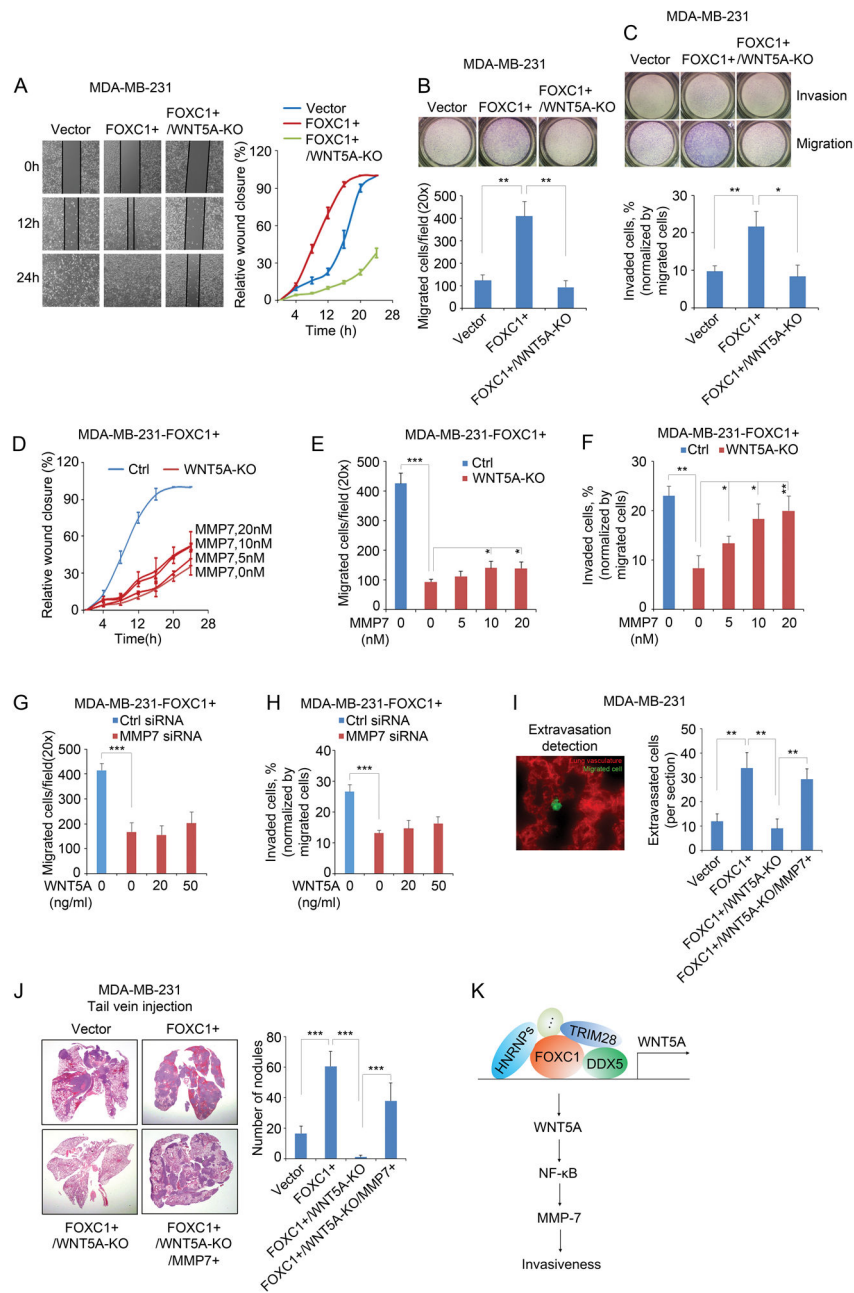 A
MDA-MB-231
Vector
FOXC1+
FOXC1+
/WNT5A-KO
0h
12h
24h
Vector
FOXC1+
FOXC1+
/WNT5A-KO
Relative wound closure (%)
120
90
60
30
0
4
12
20
28
Time (h)
B
MDA-MB-231
Vector
FOXC1+
FOXC1+
/WNT5A-KO
Migrated cells/field (20x)
500
400
300
200
100
0
**
**
Vector
FOXC1+
FOXC1+/WNT5A-KO
C
MDA-MB-231
Vector
FOXC1+
FOXC1+
/WNT5A-KO
Invasion
Migration
Invaded cells, %
(normalized by
migrated cells)
30
20
10
0
**
*
Vector
FOXC1+
FOXC1+/WNT5A-KO
D
MDA-MB-231-FOXC1+
Ctrl
WNT5A-KO
Relative wound closure (%)
120
90
60
30
0
MMP7,20nM
MMP7,10nM
MMP7,5nM
MMP7,0nM
4
12
20
28
Time(h)
E
MDA-MB-231-FOXC1+
Ctrl
WNT5A-KO
Migrated cells/field (20x)
500
400
300
200
100
0
***
*
*
MMP7
(nM)
0
0
5
10
20
F
MDA-MB-231-FOXC1+
Ctrl
WNT5A-KO
Invaded cells, %
(normalized by
migrated cells)
30
20
10
0
**
*
*
**
MMP7
(nM)
0
0
5
10
20
G
MDA-MB-231-FOXC1+
Ctrl siRNA
MMP7 siRNA
Migrated cells/field(20x)
500
400
300
200
100
0
***
WNT5A
(ng/ml)
0
0
20
50
H
MDA-MB-231-FOXC1+
Ctrl siRNA
MMP7 siRNA
Invaded cells, %
(normalized by
migrated cells)
40
30
20
10
0
***
WNT5A
(ng/ml)
0
0
20
50
I
MDA-MB-231
Extravasation
detection
Lung vasculature
Migrated cell
Extravasated cells
(per section)
50
40
30
20
10
0
**
**
**
Vector
FOXC1+
FOXC1+/WNT5A-KO
FOXC1+/WNT5A-KO/MMP7+
J
MDA-MB-231
Tail vein injection
Vector
FOXC1+
FOXC1+
/WNT5A-KO
FOXC1+
/WNT5A-KO
/MMP7+
Number of nodules
80
60
40
20
0
***
***
***
Vector
FOXC1+
FOXC1+/WNT5A-KO
FOXC1+/WNT5A-KO/MMP7+
K
HNRNPs
...
TRIM28
FOXC1
DDX5
WNT5A
WNT5A
NF-κB
MMP-7
Invasiveness